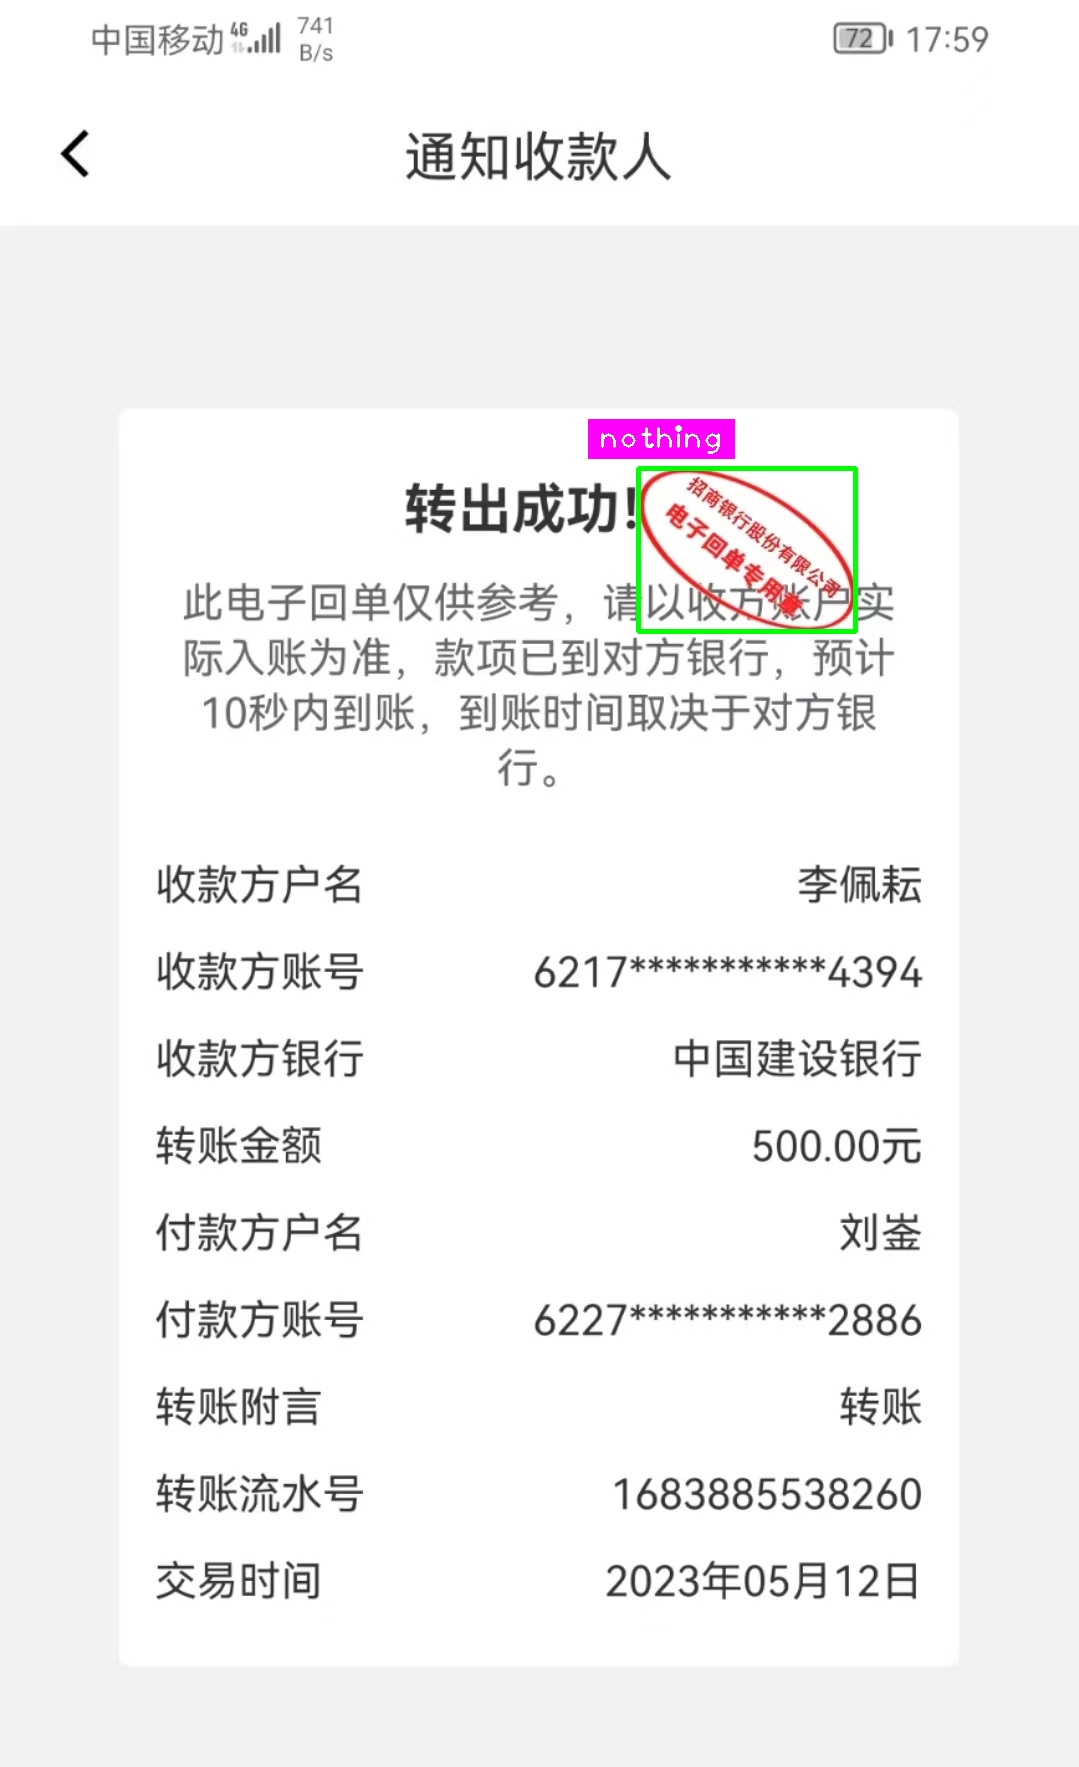 中国移动 4G 741 B/s 72 17:59
通知收款人
nothing
转出成功!
招商银行股份有限公司
电子回单专用章
此电子回单仅供参考，请以收方账户实
际入账为准，款项已到对方银行，预计
10秒内到账，到账时间取决于对方银
行。
收款方户名 李佩耘
收款方账号 6217***********4394
收款方银行 中国建设银行
转账金额 500.00元
付款方户名 刘崟
付款方账号 6227***********2886
转账附言 转账
转账流水号 1683885538260
交易时间 2023年05月12日